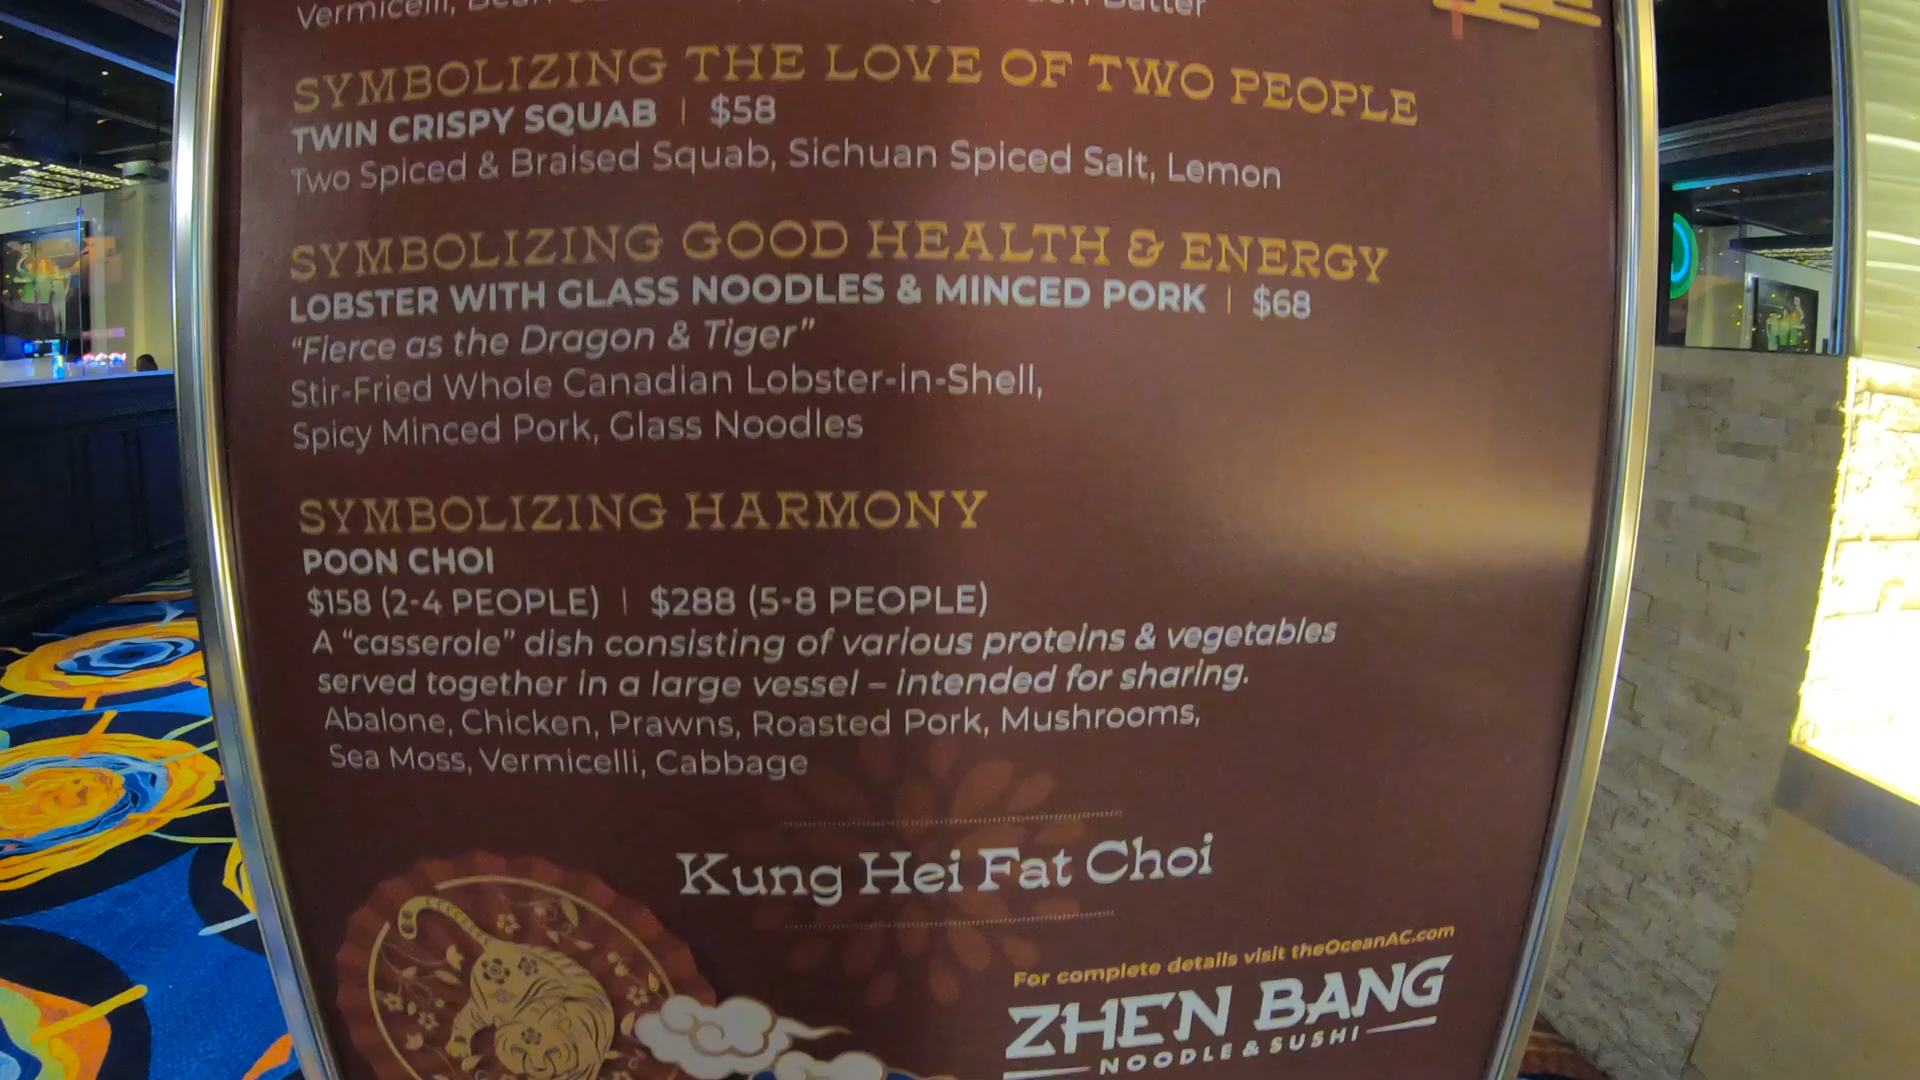 Vermicelli,
SYMBOLIZING THE LOVE OF TWO PEOPLE
TWIN CRISPY SQUAB | $58
Two Spiced & Braised Squab, Sichuan Spiced Salt, Lemon
SYMBOLIZING GOOD HEALTH & ENERGY
LOBSTER WITH GLASS NOODLES & MINCED PORK | $68
“Fierce as the Dragon & Tiger”
Stir-Fried Whole Canadian Lobster-in-Shell,
Spicy Minced Pork, Glass Noodles
SYMBOLIZING HARMONY
POON CHOI
$158 (2-4 PEOPLE) | $288 (5-8 PEOPLE)
A “casserole” dish consisting of various proteins & vegetables
served together in a large vessel – intended for sharing.
Abalone, Chicken, Prawns, Roasted Pork, Mushrooms,
Sea Moss, Vermicelli, Cabbage
Kung Hei Fat Choi
For complete details visit theOceanAC.com
ZHEN BANG
NOODLE & SUSHI